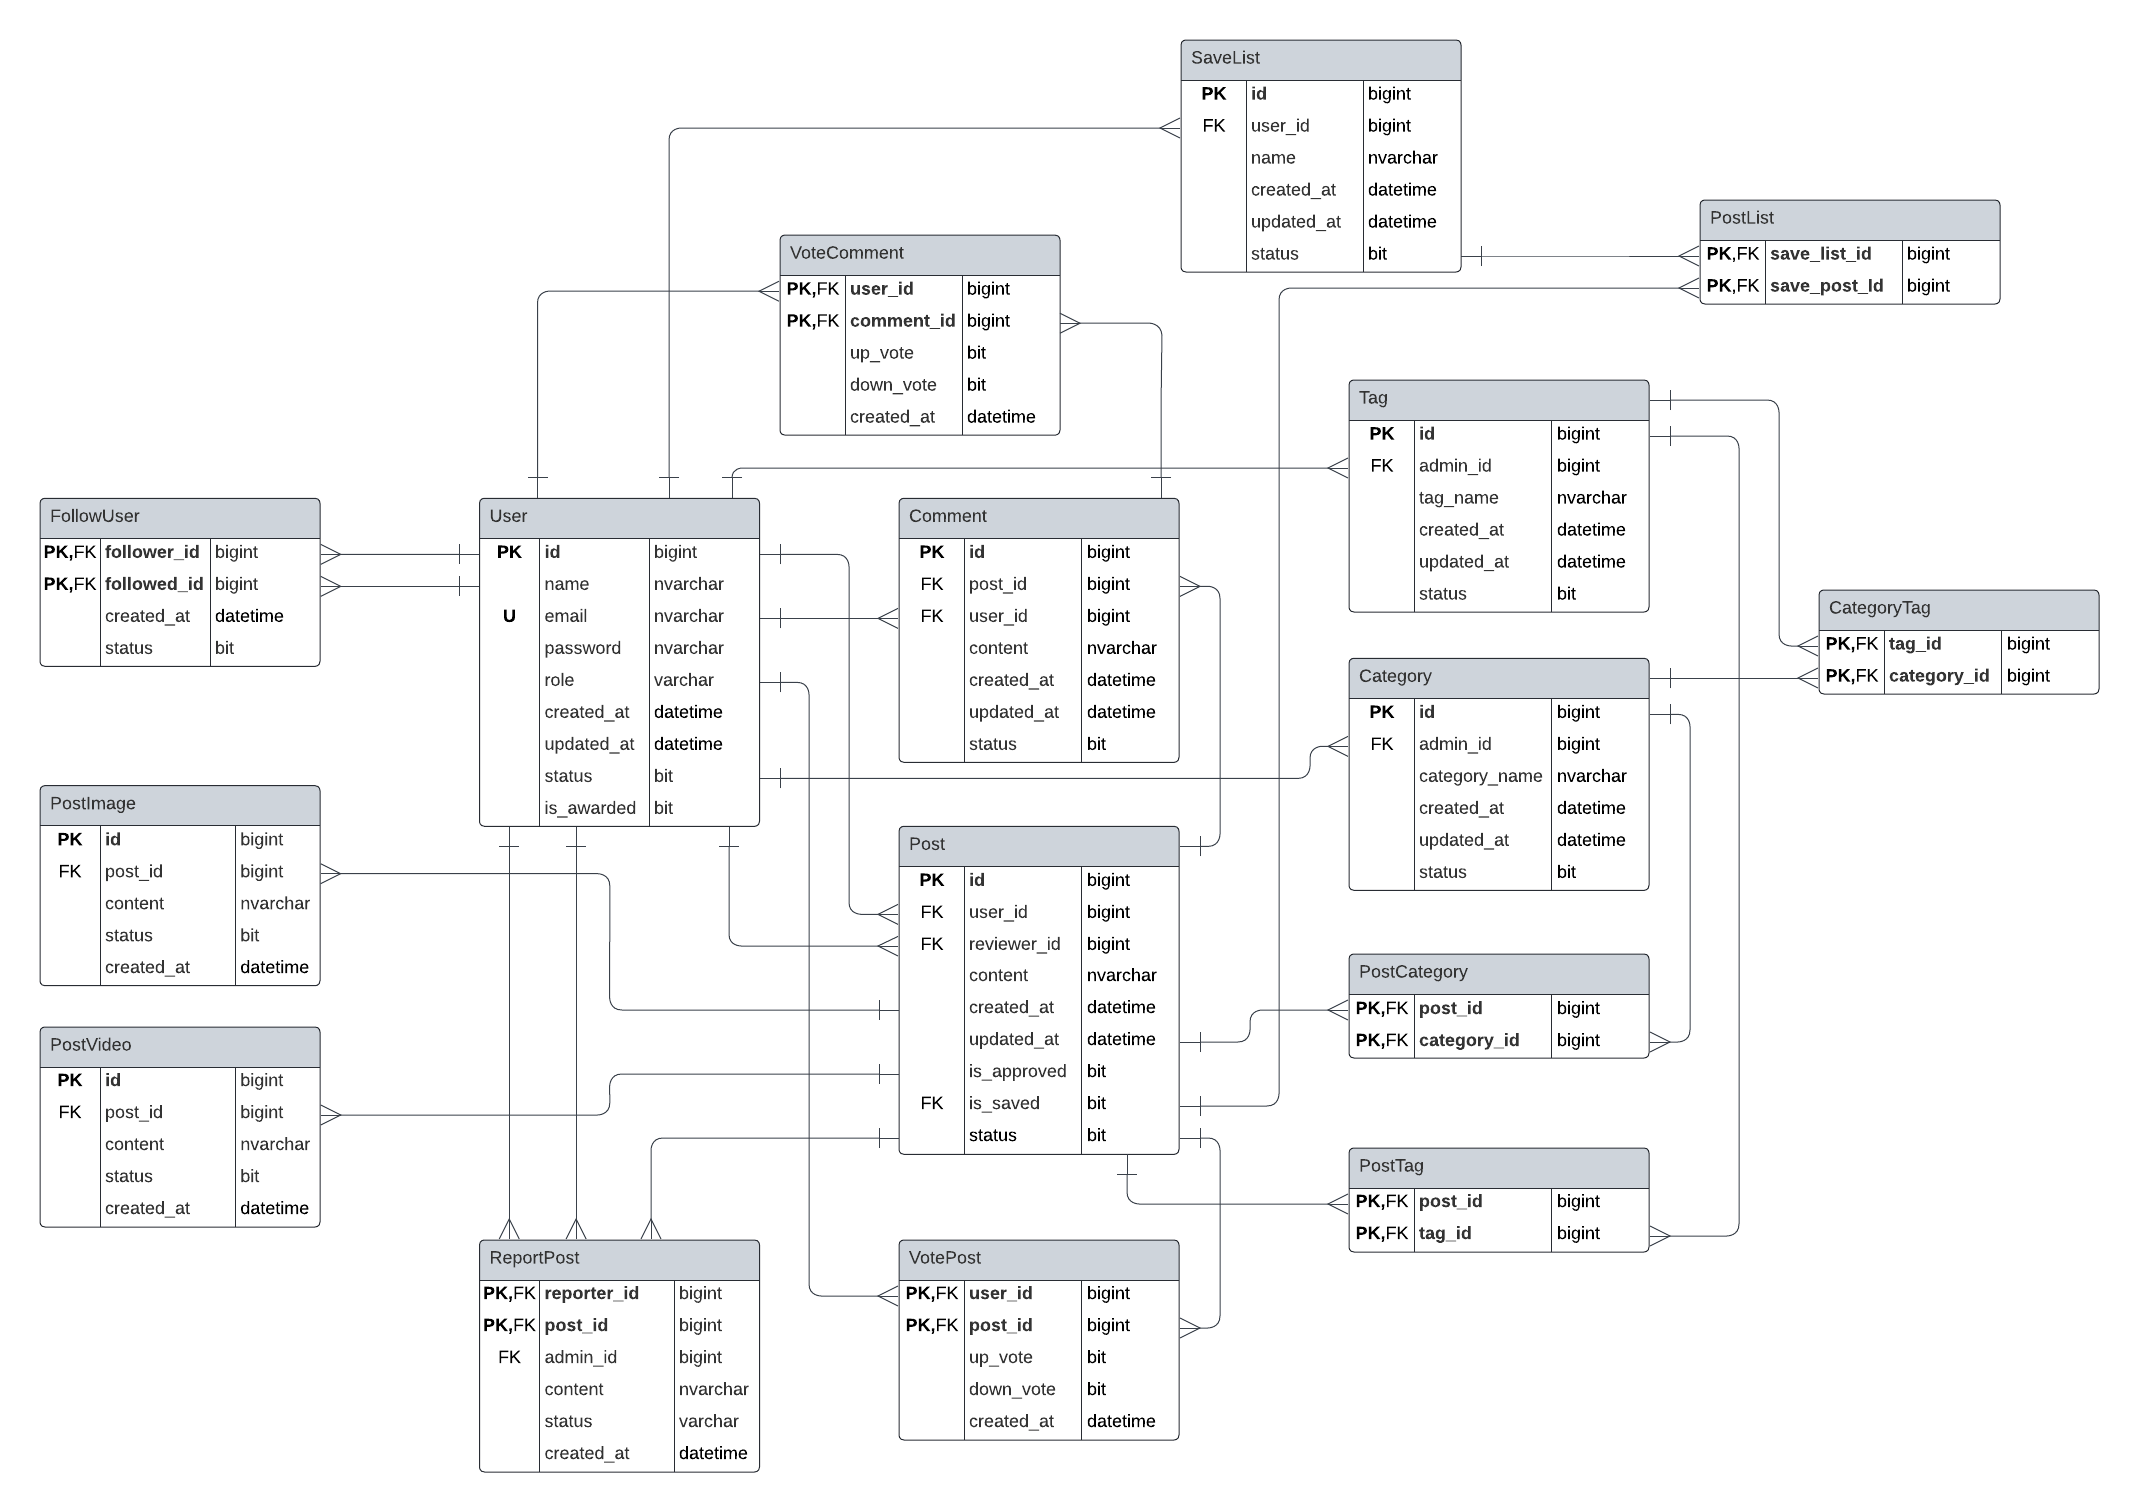 SaveList
PK id bigint
FK user_id bigint
name nvarchar
created_at datetime
updated_at datetime
status bit
PostList
PK,FK save_list_id bigint
PK,FK save_post_Id bigint
VoteComment
PK,FK user_id bigint
PK,FK comment_id bigint
up_vote bit
down_vote bit
created_at datetime
Tag
PK id bigint
FK admin_id bigint
tag_name nvarchar
created_at datetime
updated_at datetime
status bit
FollowUser
PK,FK follower_id bigint
PK,FK followed_id bigint
created_at datetime
status bit
User
PK id bigint
name nvarchar
U email nvarchar
password nvarchar
role varchar
created_at datetime
updated_at datetime
status bit
is_awarded bit
Comment
PK id bigint
FK post_id bigint
FK user_id bigint
content nvarchar
created_at datetime
updated_at datetime
status bit
CategoryTag
PK,FK tag_id bigint
PK,FK category_id bigint
Category
PK id bigint
FK admin_id bigint
category_name nvarchar
created_at datetime
updated_at datetime
status bit
PostImage
PK id bigint
FK post_id bigint
content nvarchar
status bit
created_at datetime
Post
PK id bigint
FK user_id bigint
FK reviewer_id bigint
content nvarchar
created_at datetime
updated_at datetime
is_approved bit
FK is_saved bit
status bit
PostCategory
PK,FK post_id bigint
PK,FK category_id bigint
PostVideo
PK id bigint
FK post_id bigint
content nvarchar
status bit
created_at datetime
PostTag
PK,FK post_id bigint
PK,FK tag_id bigint
ReportPost
PK,FK reporter_id bigint
PK,FK post_id bigint
FK admin_id bigint
content nvarchar
status varchar
created_at datetime
VotePost
PK,FK user_id bigint
PK,FK post_id bigint
up_vote bit
down_vote bit
created_at datetime